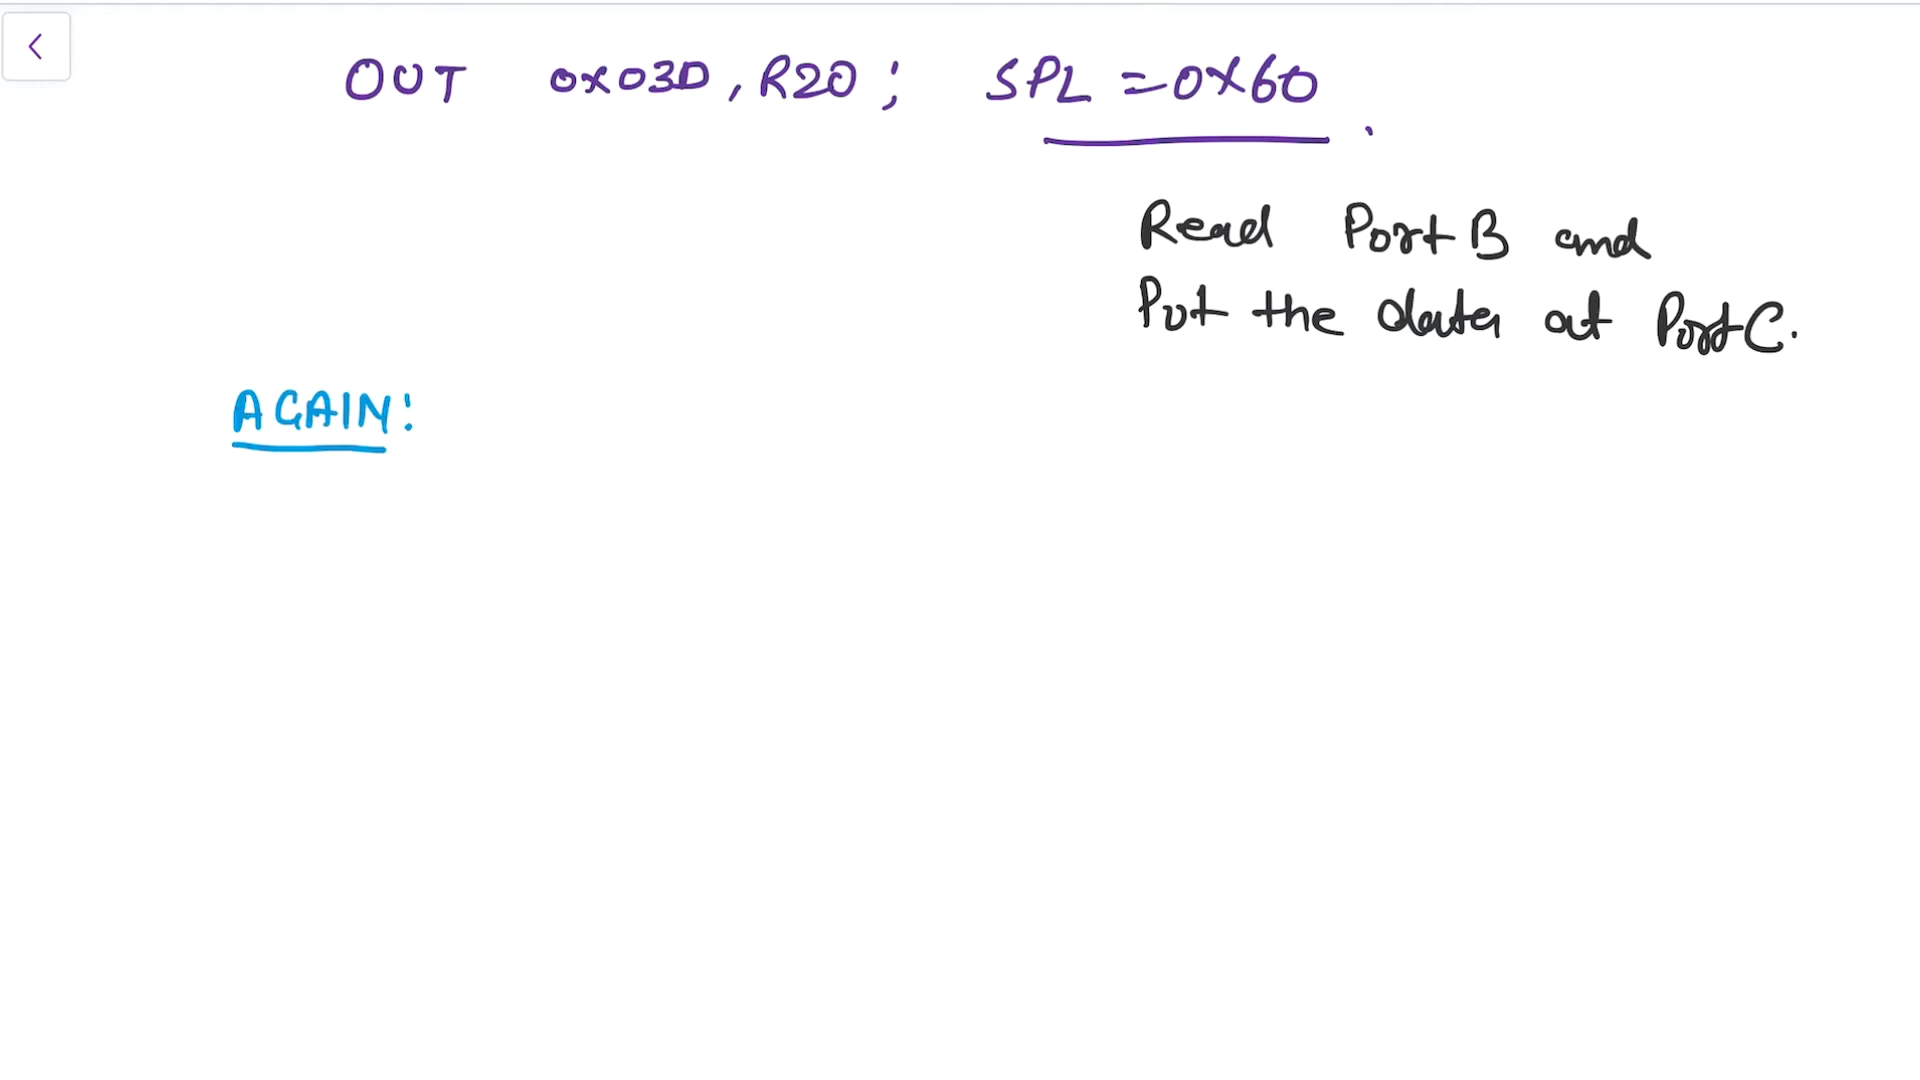 OUT 0x03D, R20; SPL = 0x60
Read Port B and
Put the data at Port C.
AGAIN: